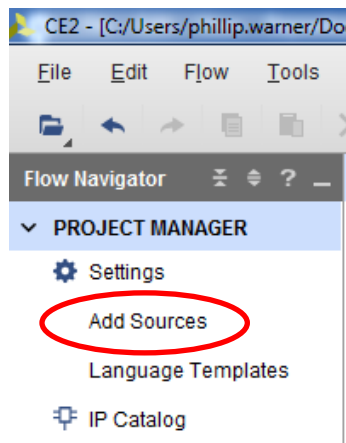 CE2 - [C:/Users/phillip.warner/Do
File Edit Flow Tools
Flow Navigator ? _
PROJECT MANAGER
Settings
Add Sources
Language Templates
IP Catalog